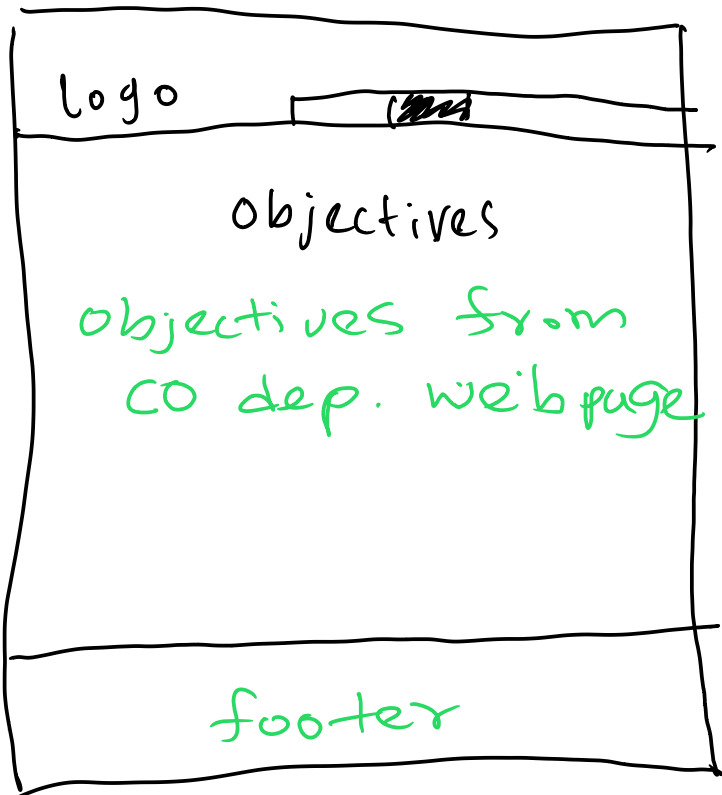 logo
objectives
objectives from
CO dep. webpage
footer